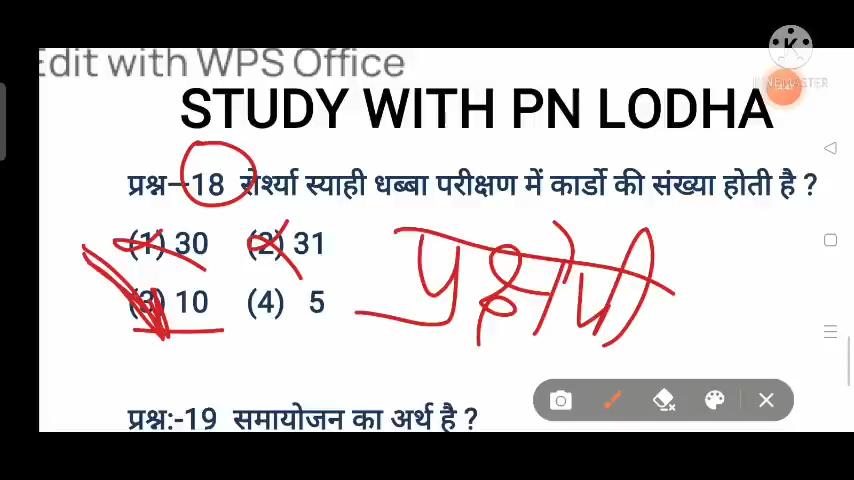 Edit with WPS Office
STUDY WITH PN LODHA
प्रश्न--18 रोर्श्या स्याही धब्बा परीक्षण में कार्डो की संख्या होती है ?
(1) 30 (2) 31
(3) 10 (4) 5
प्रक्षेपी
प्रश्न:-19 समायोजन का अर्थ है ?